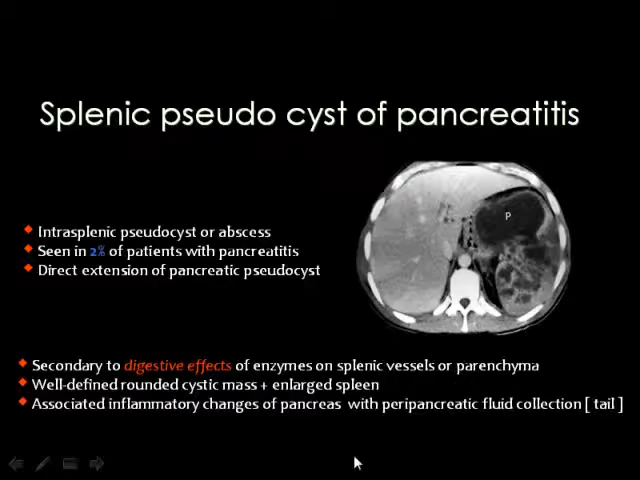 Splenic pseudo cyst of pancreatitis
P
Intrasplenic pseudocyst or abscess
Seen in 2% of patients with pancreatitis
Direct extension of pancreatic pseudocyst
Secondary to digestive effects of enzymes on splenic vessels or parenchyma
Well-defined rounded cystic mass + enlarged spleen
Associated inflammatory changes of pancreas with peripancreatic fluid collection [ tail ]